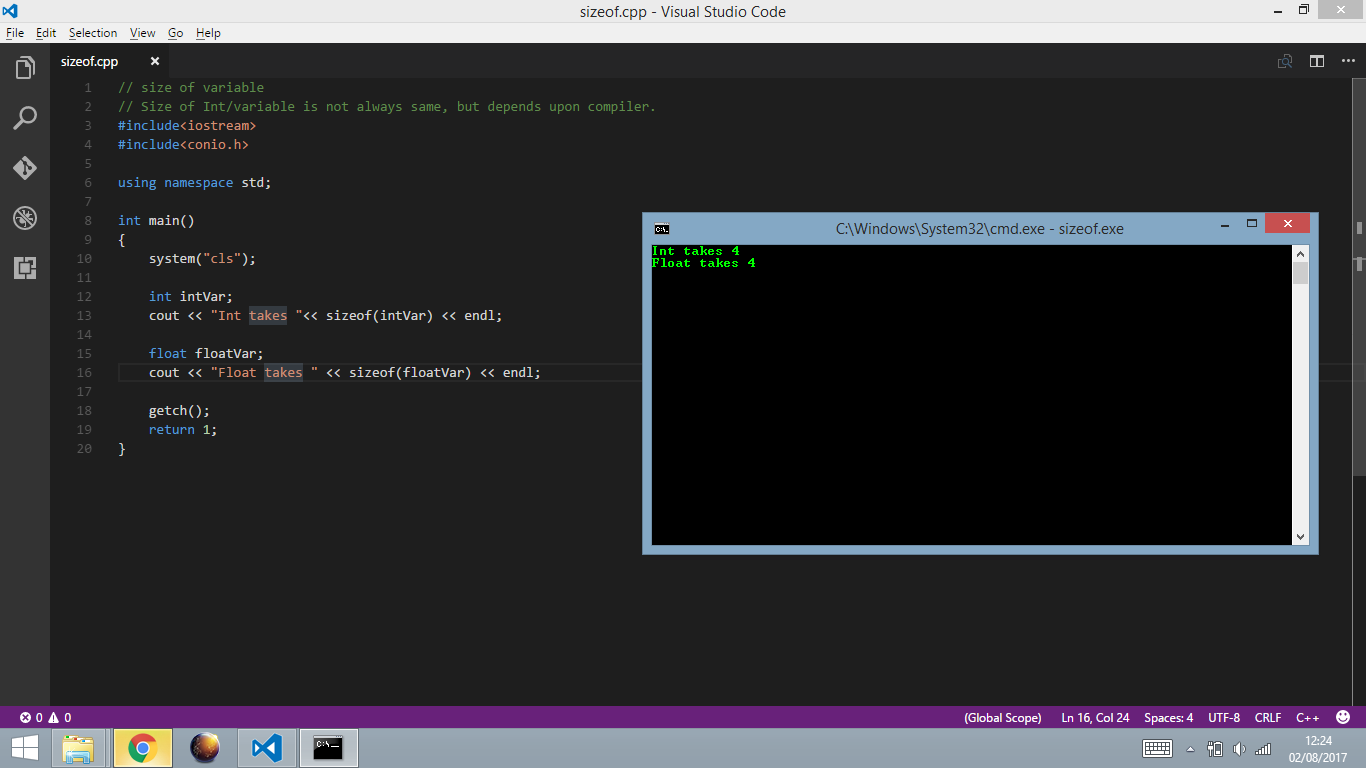 sizeof.cpp - Visual Studio Code
File Edit Selection View Go Help
sizeof.cpp
1 // size of variable
2 // Size of Int/variable is not always same, but depends upon compiler.
3 #include<iostream>
4 #include<conio.h>
5
6 using namespace std;
7
8 int main()
9 {
10 system("cls");
11
12 int intVar;
13 cout << "Int takes "<< sizeof(intVar) << endl;
14
15 float floatVar;
16 cout << "Float takes " << sizeof(floatVar) << endl;
17
18 getch();
19 return 1;
20 }
C:\Windows\System32\cmd.exe - sizeof.exe
Int takes 4
Float takes 4
0 0 (Global Scope) Ln 16, Col 24 Spaces: 4 UTF-8 CRLF C++
12:24
02/08/2017